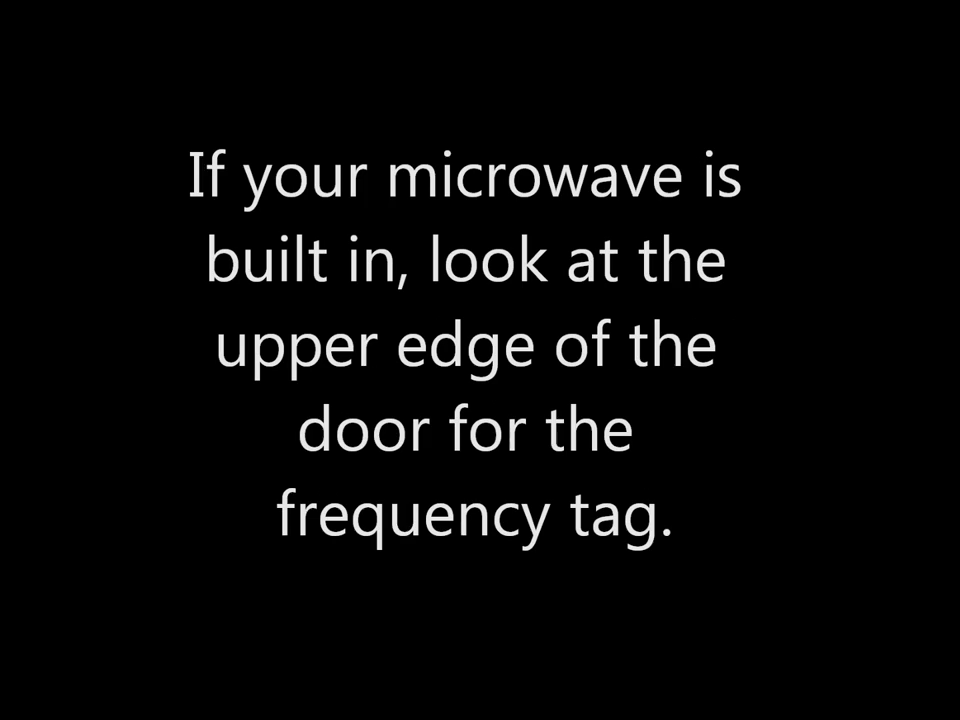 If your microwave is
built in, look at the
upper edge of the
door for the
frequency tag.